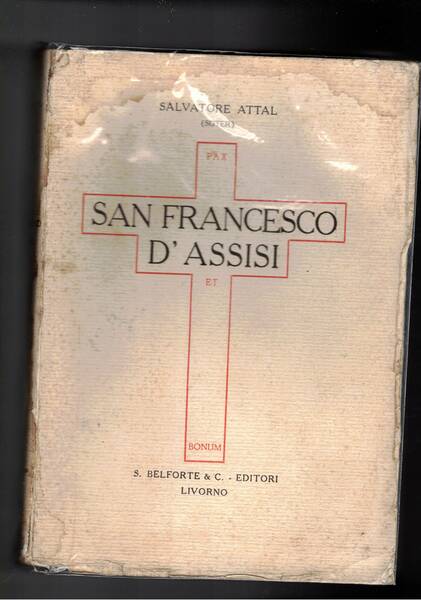 SALVATORE ATTAL
(SOTER)
PAX
SAN FRANCESCO
D'ASSISI
ET
BONUM
S. BELFORTE & C. - EDITORI
LIVORNO